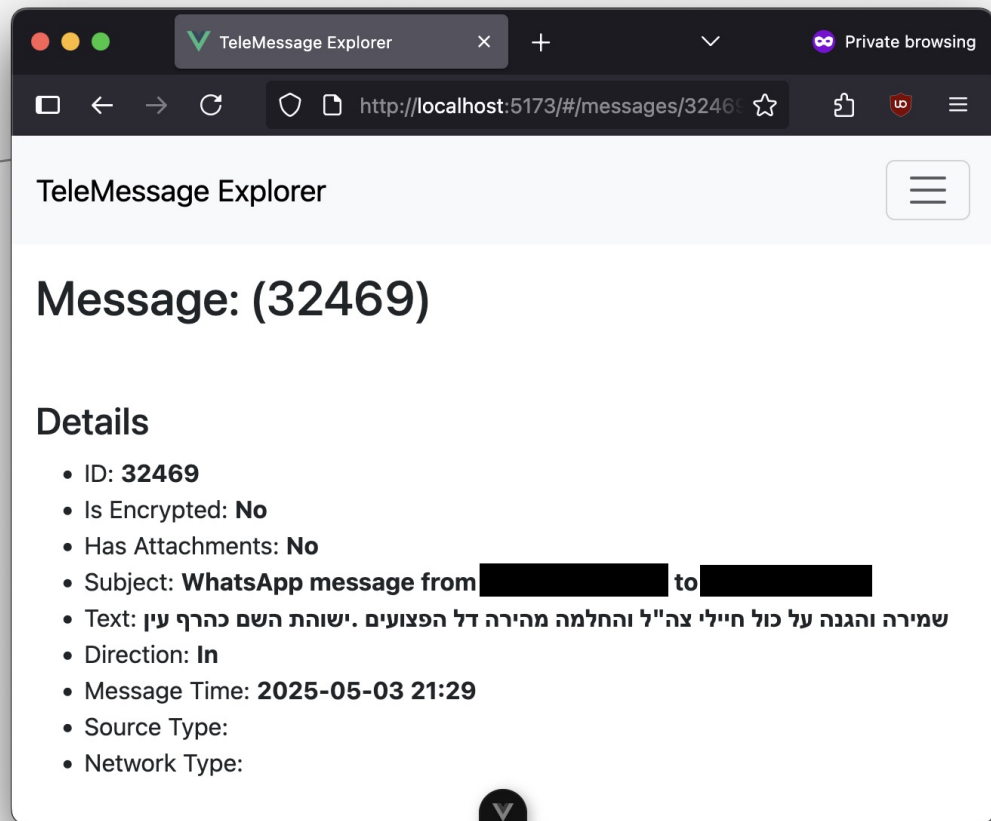 TeleMessage Explorer
Private browsing
http://localhost:5173/#/messages/32469
TeleMessage Explorer
Message: (32469)
Details
ID: 32469
Is Encrypted: No
Has Attachments: No
Subject: WhatsApp message from to
Text: שמירה והגנה על כול חיילי צה"ל והחלמה מהירה דל הפצועים .ישוהת השם כהרף עין
Direction: In
Message Time: 2025-05-03 21:29
Source Type:
Network Type: